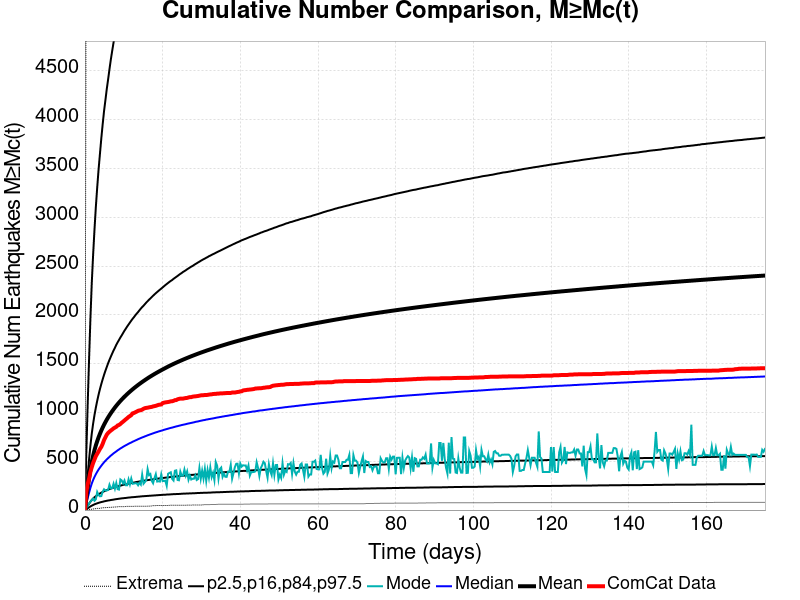 Cumulative Number Comparison, M≥Mc(t)
Cumulative Num Earthquakes M≥Mc(t)
4500
4000
3500
3000
2500
2000
1500
1000
500
0
0 20 40 60 80 100 120 140 160
Time (days)
Extrema p2.5,p16,p84,p97.5 Mode Median Mean ComCat Data